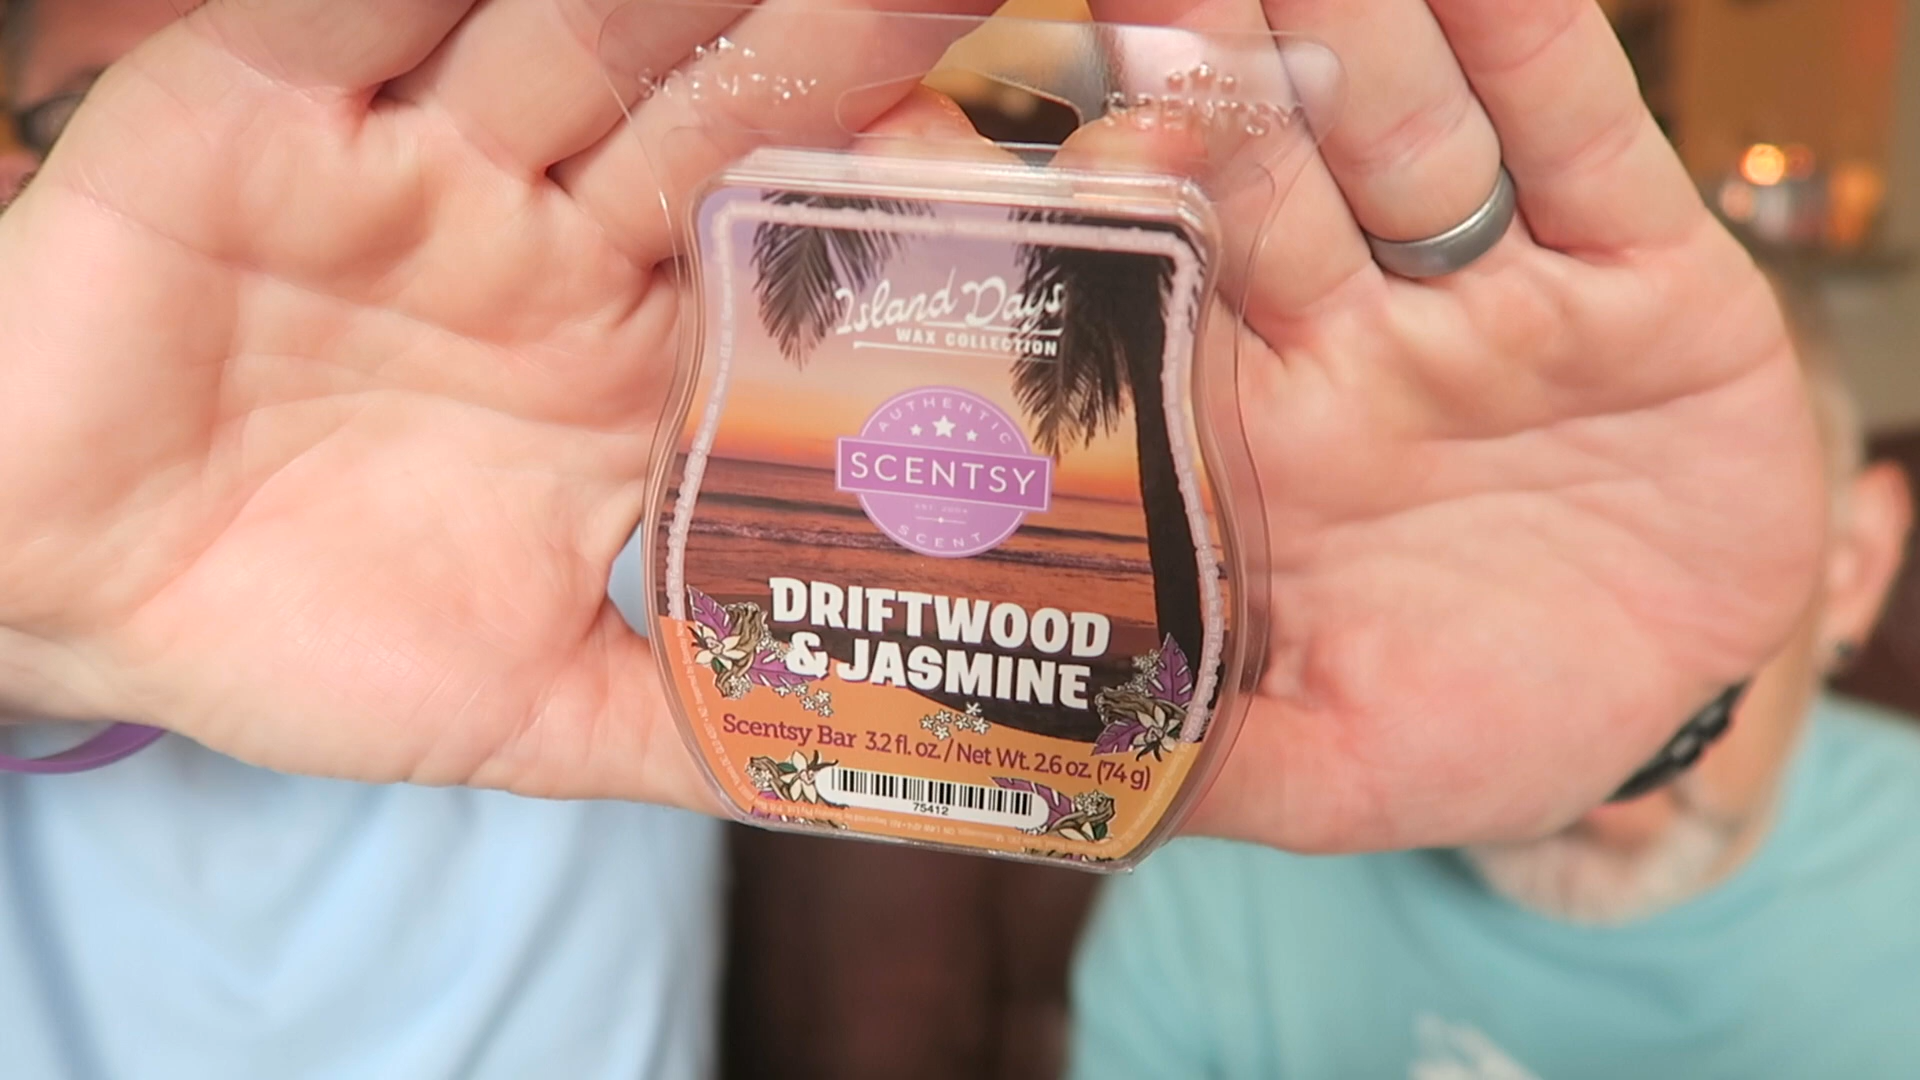 SCENTSY
SCENTSY
Island Days
WAX COLLECTION
AUTHENTIC
SCENTSY
EST. 2004
SCENT
DRIFTWOOD
& JASMINE
Scentsy Bar 3.2 fl. oz. / Net Wt. 2.6 oz. (74 g)
75412